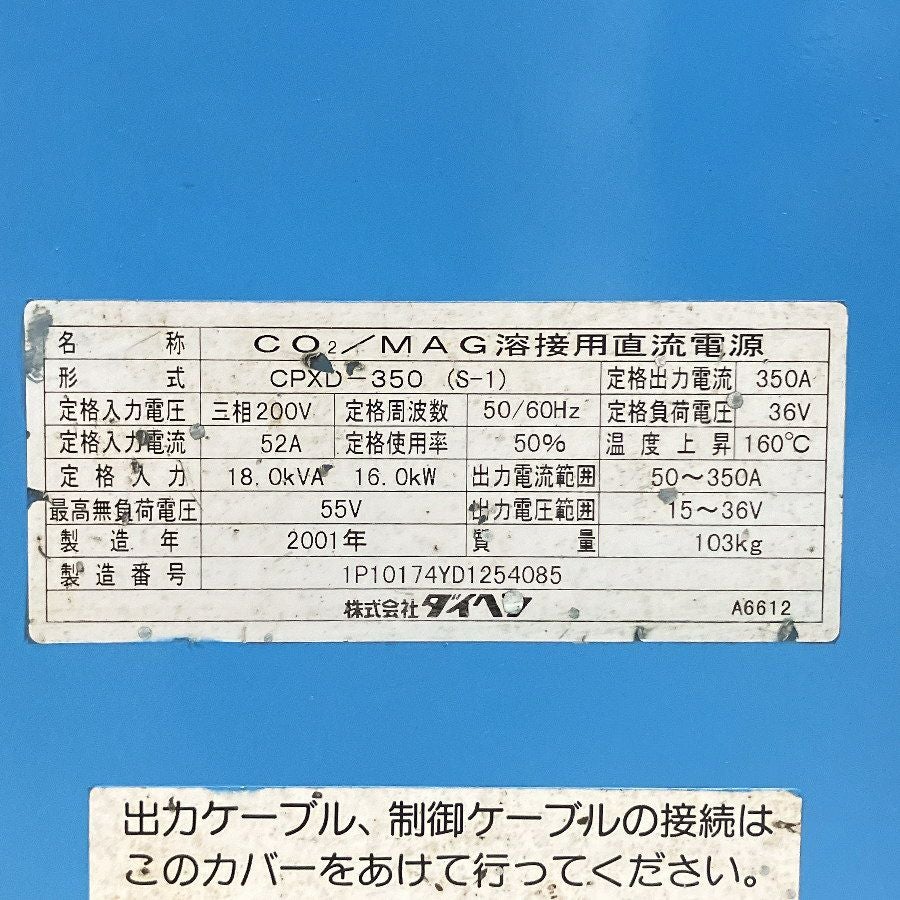 名称 CO₂/MAG溶接用直流電源
形式 CPXD-350 (S-1) 定格出力電流 350A
定格入力電圧 三相200V 定格周波数 50/60Hz 定格負荷電圧 36V
定格入力電流 52A 定格使用率 50% 温度上昇 160℃
定格入力 18.0kVA 16.0kW 出力電流範囲 50〜350A
最高無負荷電圧 55V 出力電圧範囲 15〜36V
製造年 2001年 質量 103kg
製造番号 1P10174YD1254085
株式会社ダイヘン A6612
出力ケーブル、制御ケーブルの接続は
このカバーをあけて行ってください。